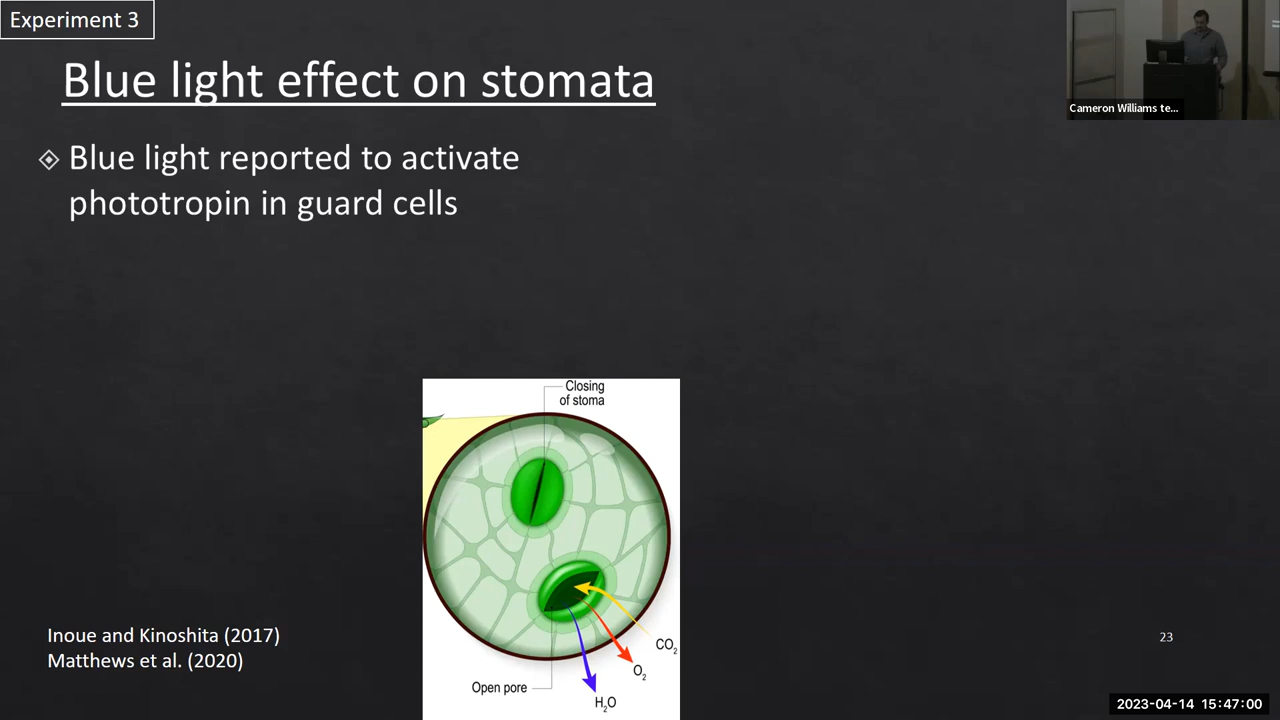 Experiment 3
Blue light effect on stomata
Blue light reported to activate
phototropin in guard cells
Cameron Williams te...
Closing
of stoma
CO2
O2
Open pore
H2O
Inoue and Kinoshita (2017)
Matthews et al. (2020)
23
2023-04-14 15:47:00